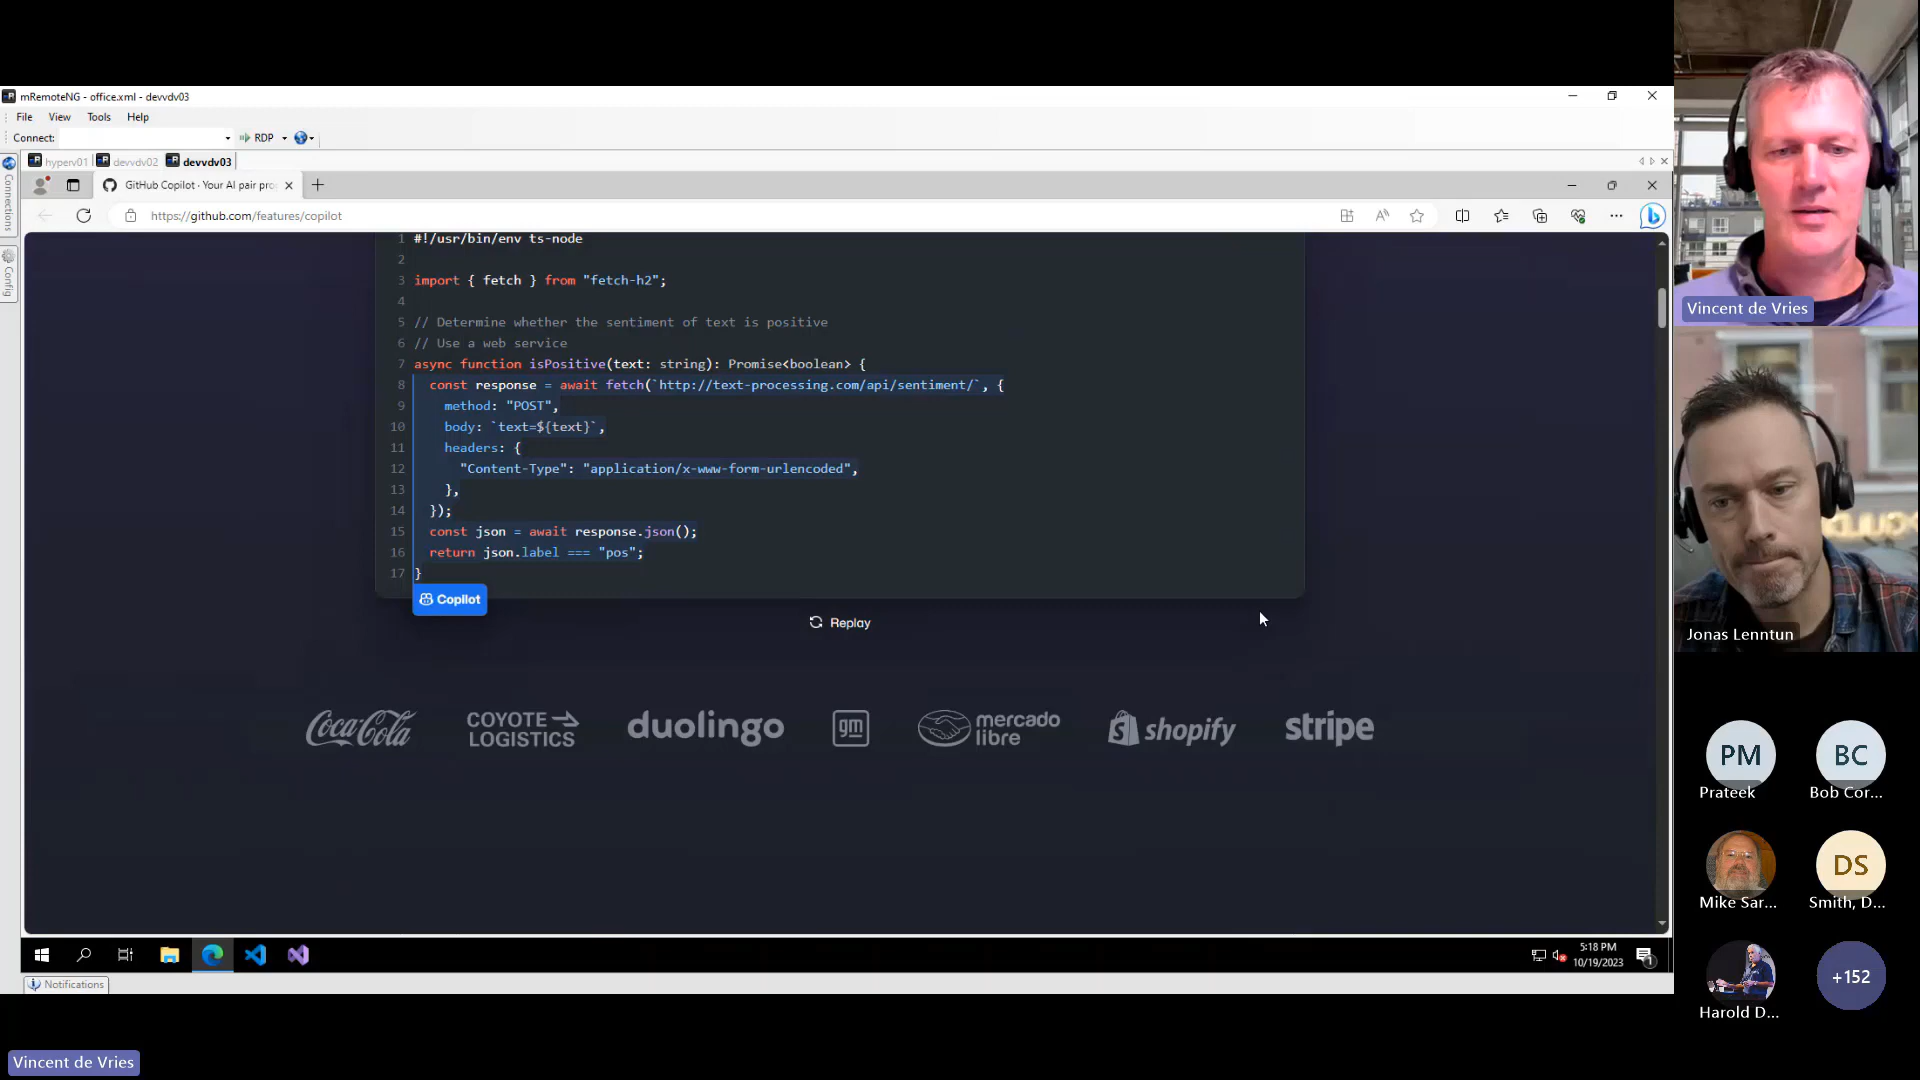 mRemoteNG - office.xml - devvdv03
File View Tools Help
Connect: RDP
hyperv01 devvdv02 devvdv03
Connections
Config
GitHub Copilot · Your AI pair pro
https://github.com/features/copilot
1 #!/usr/bin/env ts-node
2
3 import { fetch } from "fetch-h2";
4
5 // Determine whether the sentiment of text is positive
6 // Use a web service
7 async function isPositive(text: string): Promise<boolean> {
8 const response = await fetch(`http://text-processing.com/api/sentiment/`, {
9 method: "POST",
10 body: `text=${text}`,
11 headers: {
12 "Content-Type": "application/x-www-form-urlencoded",
13 },
14 });
15 const json = await response.json();
16 return json.label === "pos";
17 }
Copilot
Replay
Coca-Cola
COYOTE
LOGISTICS
duolingo
gm
mercado
libre
shopify
stripe
5:18 PM
10/19/2023
1
Notifications
Vincent de Vries
Vincent de Vries
Jonas Lenntun
PM
Prateek
BC
Bob Cor...
Mike Sar...
DS
Smith, D...
Harold D...
+152